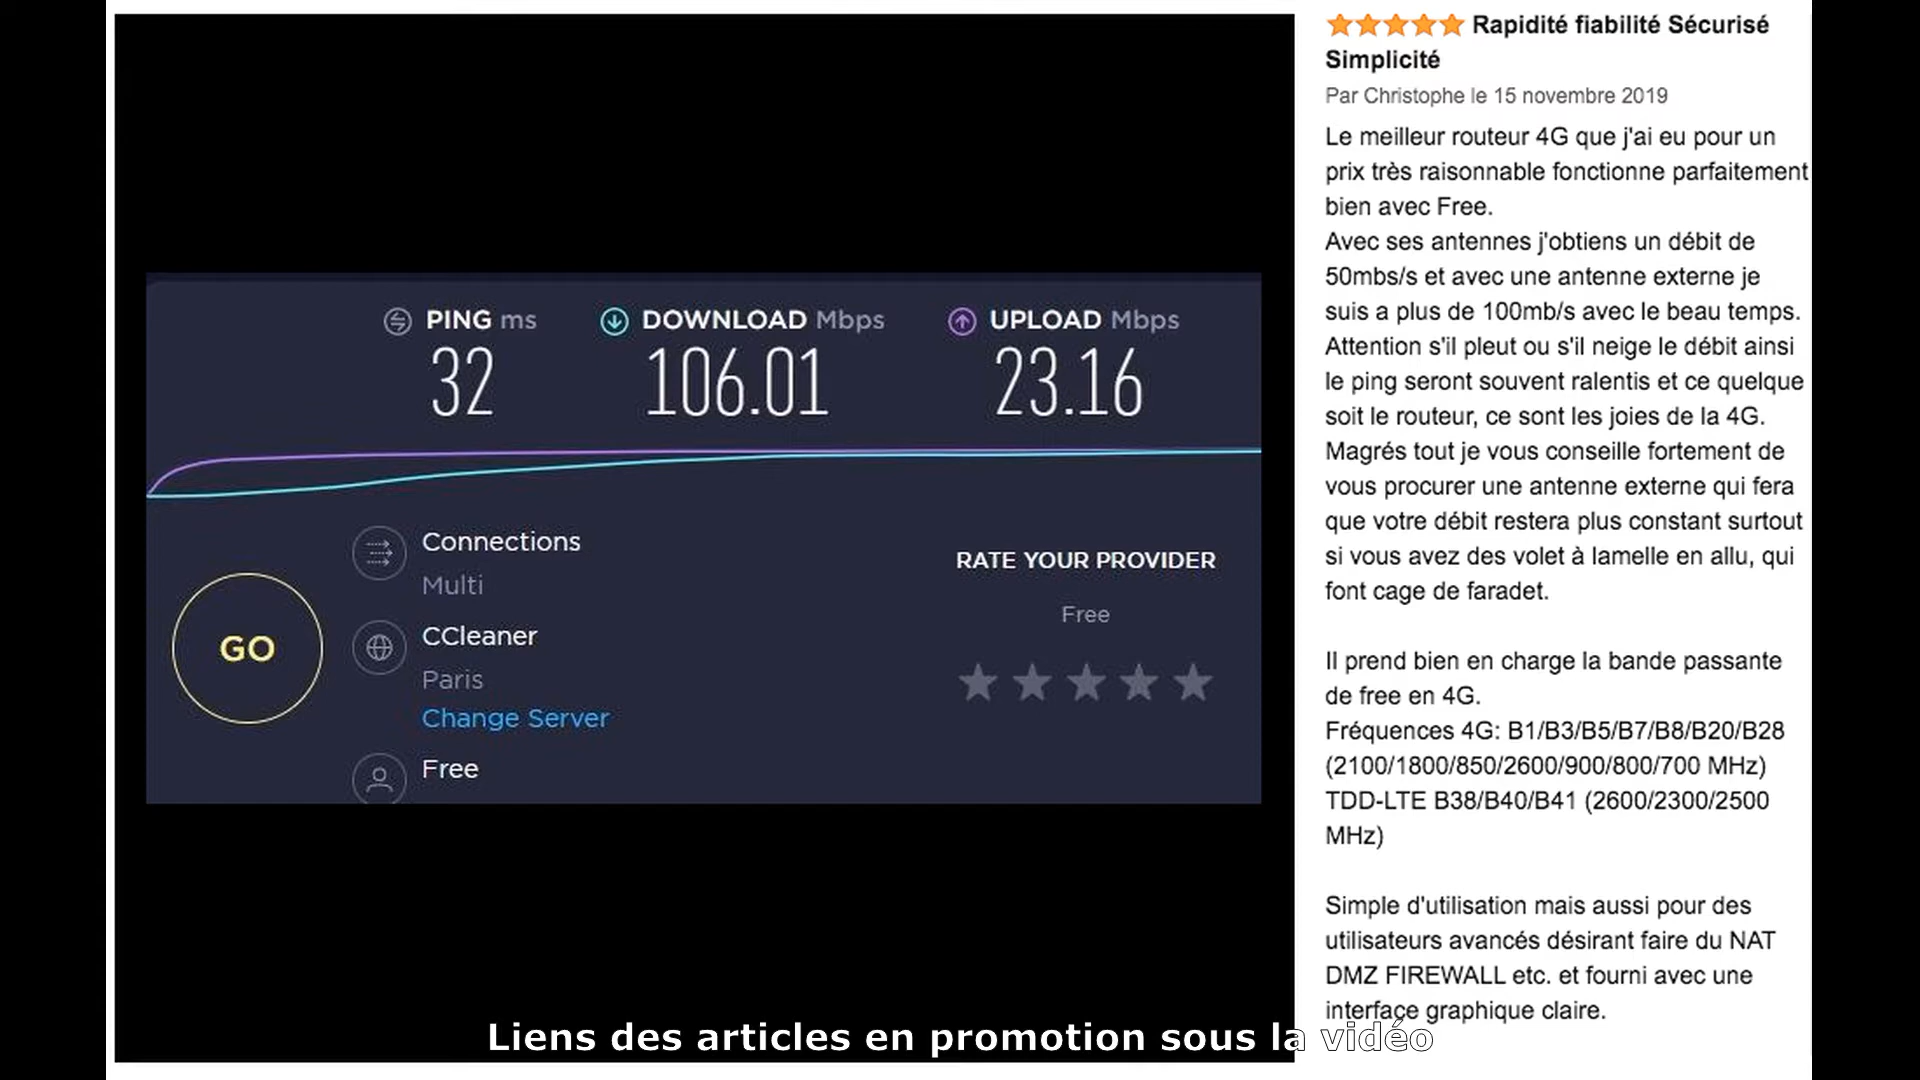 PING ms
32
DOWNLOAD Mbps
106.01
UPLOAD Mbps
23.16
GO
Connections
Multi
CCleaner
Paris
Change Server
Free
RATE YOUR PROVIDER
Free
Rapidité fiabilité Sécurisé
Simplicité
Par Christophe le 15 novembre 2019
Le meilleur routeur 4G que j'ai eu pour un
prix très raisonnable fonctionne parfaitement
bien avec Free.
Avec ses antennes j'obtiens un débit de
50mbs/s et avec une antenne externe je
suis a plus de 100mb/s avec le beau temps.
Attention s'il pleut ou s'il neige le débit ainsi
le ping seront souvent ralentis et ce quelque
soit le routeur, ce sont les joies de la 4G.
Magrés tout je vous conseille fortement de
vous procurer une antenne externe qui fera
que votre débit restera plus constant surtout
si vous avez des volet à lamelle en allu, qui
font cage de faradet.
Il prend bien en charge la bande passante
de free en 4G.
Fréquences 4G: B1/B3/B5/B7/B8/B20/B28
(2100/1800/850/2600/900/800/700 MHz)
TDD-LTE B38/B40/B41 (2600/2300/2500
MHz)
Simple d'utilisation mais aussi pour des
utilisateurs avancés désirant faire du NAT
DMZ FIREWALL etc. et fourni avec une
interface graphique claire.
Liens des articles en promotion sous la vidéo